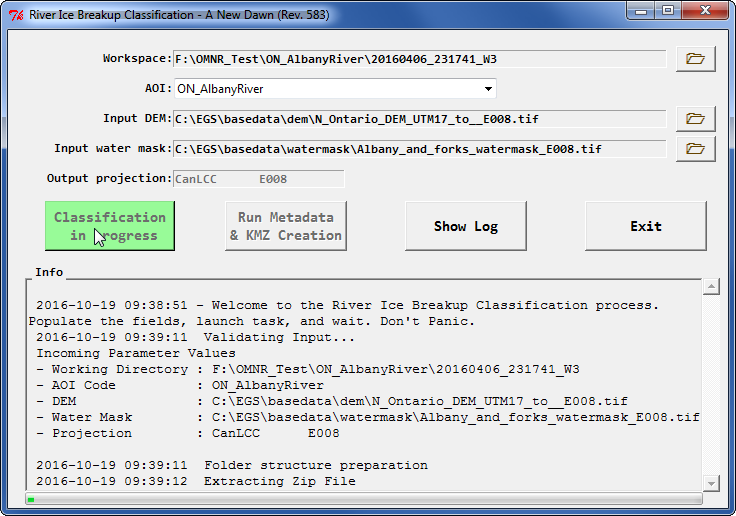 River Ice Breakup Classification - A New Dawn (Rev. 583)
Workspace: F:\OMNR_Test\ON_AlbanyRiver\20160406_231741_W3
AOI: ON_AlbanyRiver
Input DEM: C:\EGS\basedata\dem\N_Ontario_DEM_UTM17_to__E008.tif
Input water mask: C:\EGS\basedata\watermask\Albany_and_forks_watermask_E008.tif
Output projection: CanLCC E008
Classification
in Progress
Run Metadata
& KMZ Creation
Show Log
Exit
Info
2016-10-19 09:38:51 - Welcome to the River Ice Breakup Classification process.
Populate the fields, launch task, and wait. Don't Panic.
2016-10-19 09:39:11 Validating Input...
Incoming Parameter Values
- Working Directory : F:\OMNR_Test\ON_AlbanyRiver\20160406_231741_W3
- AOI Code : ON_AlbanyRiver
- DEM : C:\EGS\basedata\dem\N_Ontario_DEM_UTM17_to__E008.tif
- Water Mask : C:\EGS\basedata\watermask\Albany_and_forks_watermask_E008.tif
- Projection : CanLCC E008
2016-10-19 09:39:11 Folder structure preparation
2016-10-19 09:39:12 Extracting Zip File